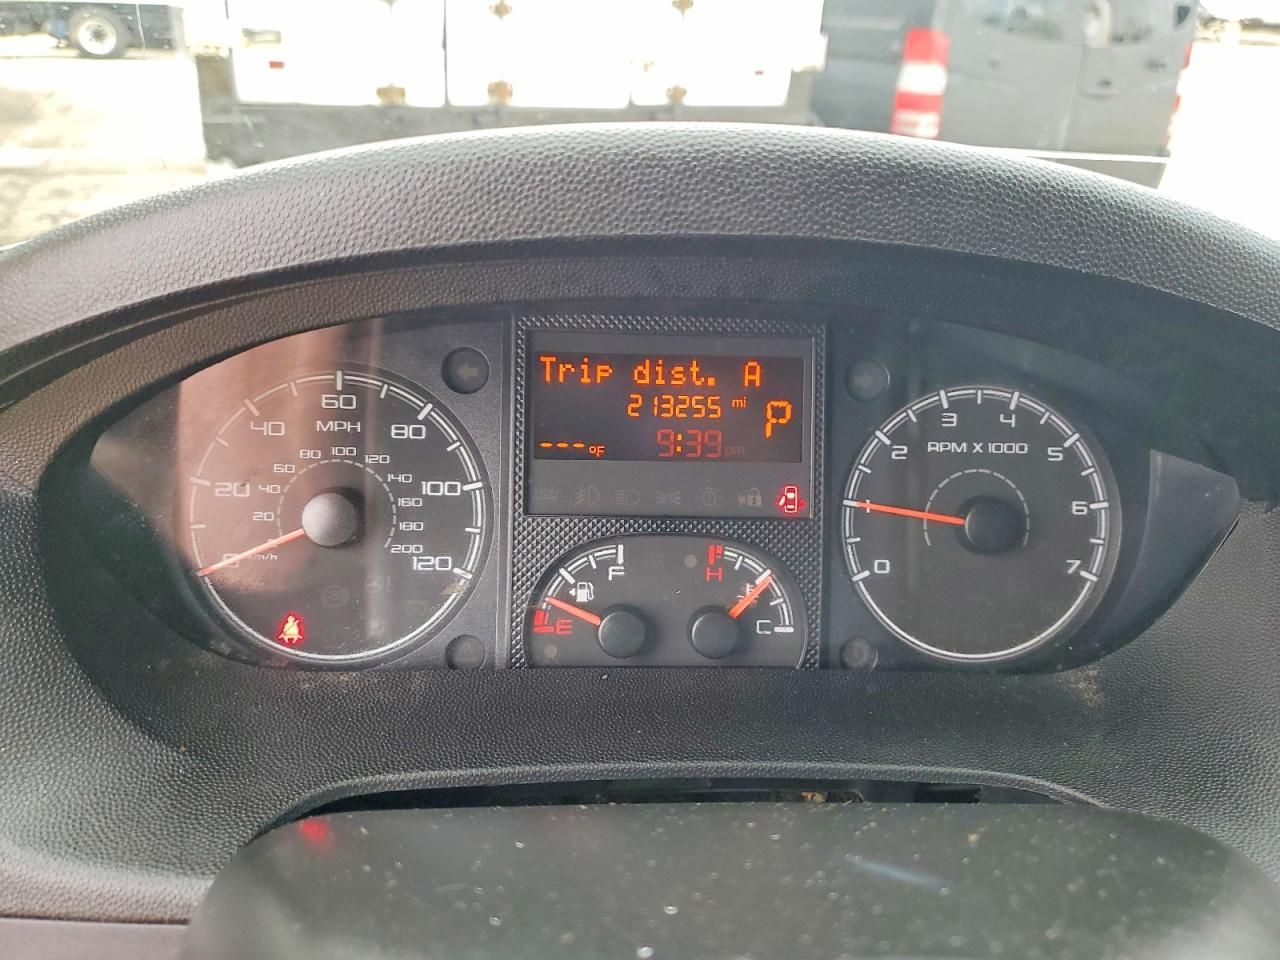 Trip dist. A
213255 mi P
---°F 9:39 pm
0 20 40 60 80 100 120
MPH
20 40 60 80 100 120 140 160 180 200
km/h
0 1 2 3 4 5 6 7
RPM X 1000
E F
H C